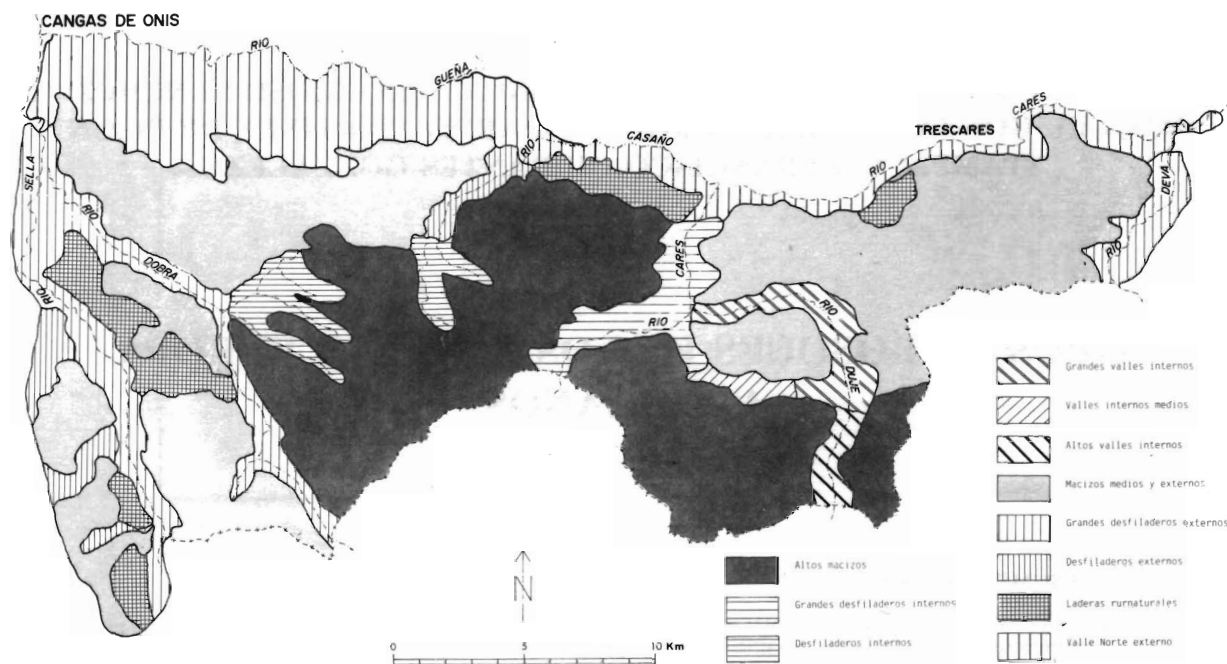 CANGAS DE ONIS
RIO
GUEÑA
RIO
CASAÑO
TRESCARES
CARES
RIO
SELLA
RIO
DOBRA
RIO
CARES
RIO
RIO
DUJE
DEVA
RIO
N
0 5 10 Km
Altos macizos
Grandes desfiladeros internos
Desfiladeros internos
Grandes valles internos
Valles internos medios
Altos valles internos
Macizos medios y externos
Grandes desfiladeros externos
Desfiladeros externos
Laderas rurnaturales
Valle Norte externo